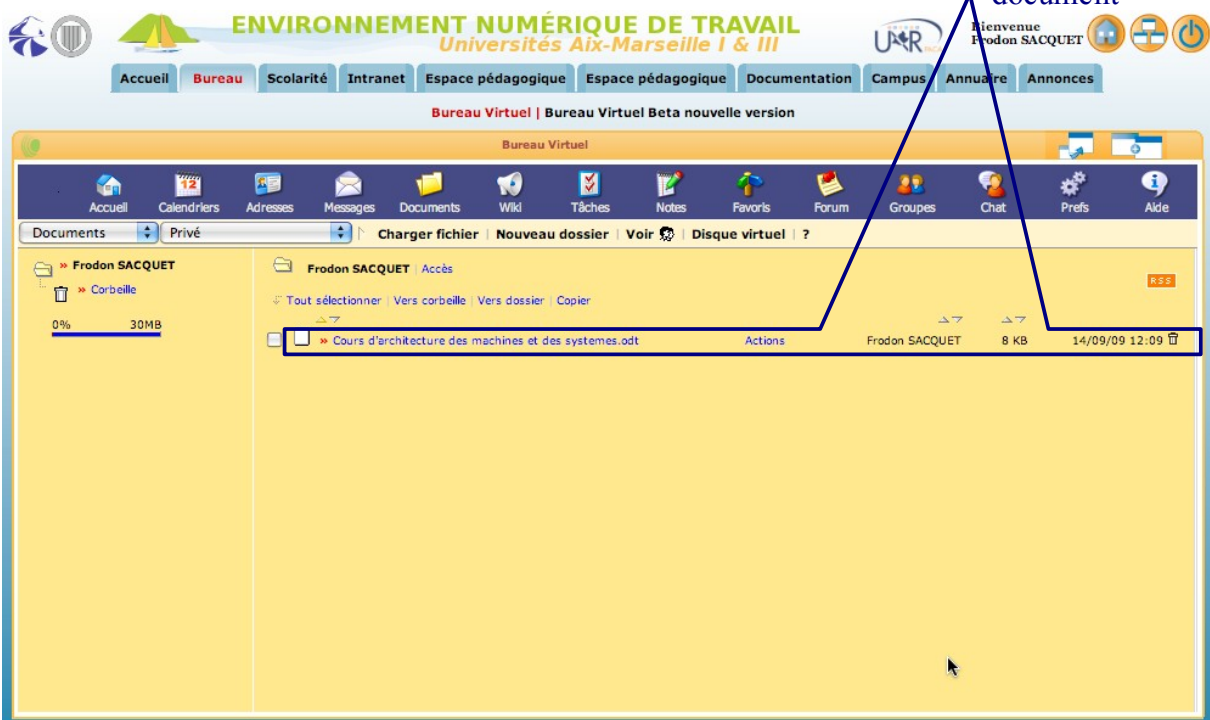 document
ENVIRONNEMENT NUMÉRIQUE DE TRAVAIL
Universités Aix-Marseille I & III
Bienvenue
Frodon SACQUET
Accueil Bureau Scolarité Intranet Espace pédagogique Espace pédagogique Documentation Campus Annuaire Annonces
Bureau Virtuel | Bureau Virtuel Beta nouvelle version
Bureau Virtuel
12
Accueil Calendriers Adresses Messages Documents Wiki Tâches Notes Favoris Forum Groupes Chat Prefs Aide
Documents Privé Charger fichier | Nouveau dossier | Voir | Disque virtuel | ?
» Frodon SACQUET
» Corbeille
0% 30MB
Frodon SACQUET | Accès
RSS
Tout sélectionner | Vers corbeille | Vers dossier | Copier
» Cours d'architecture des machines et des systemes.odt Actions Frodon SACQUET 8 KB 14/09/09 12:09